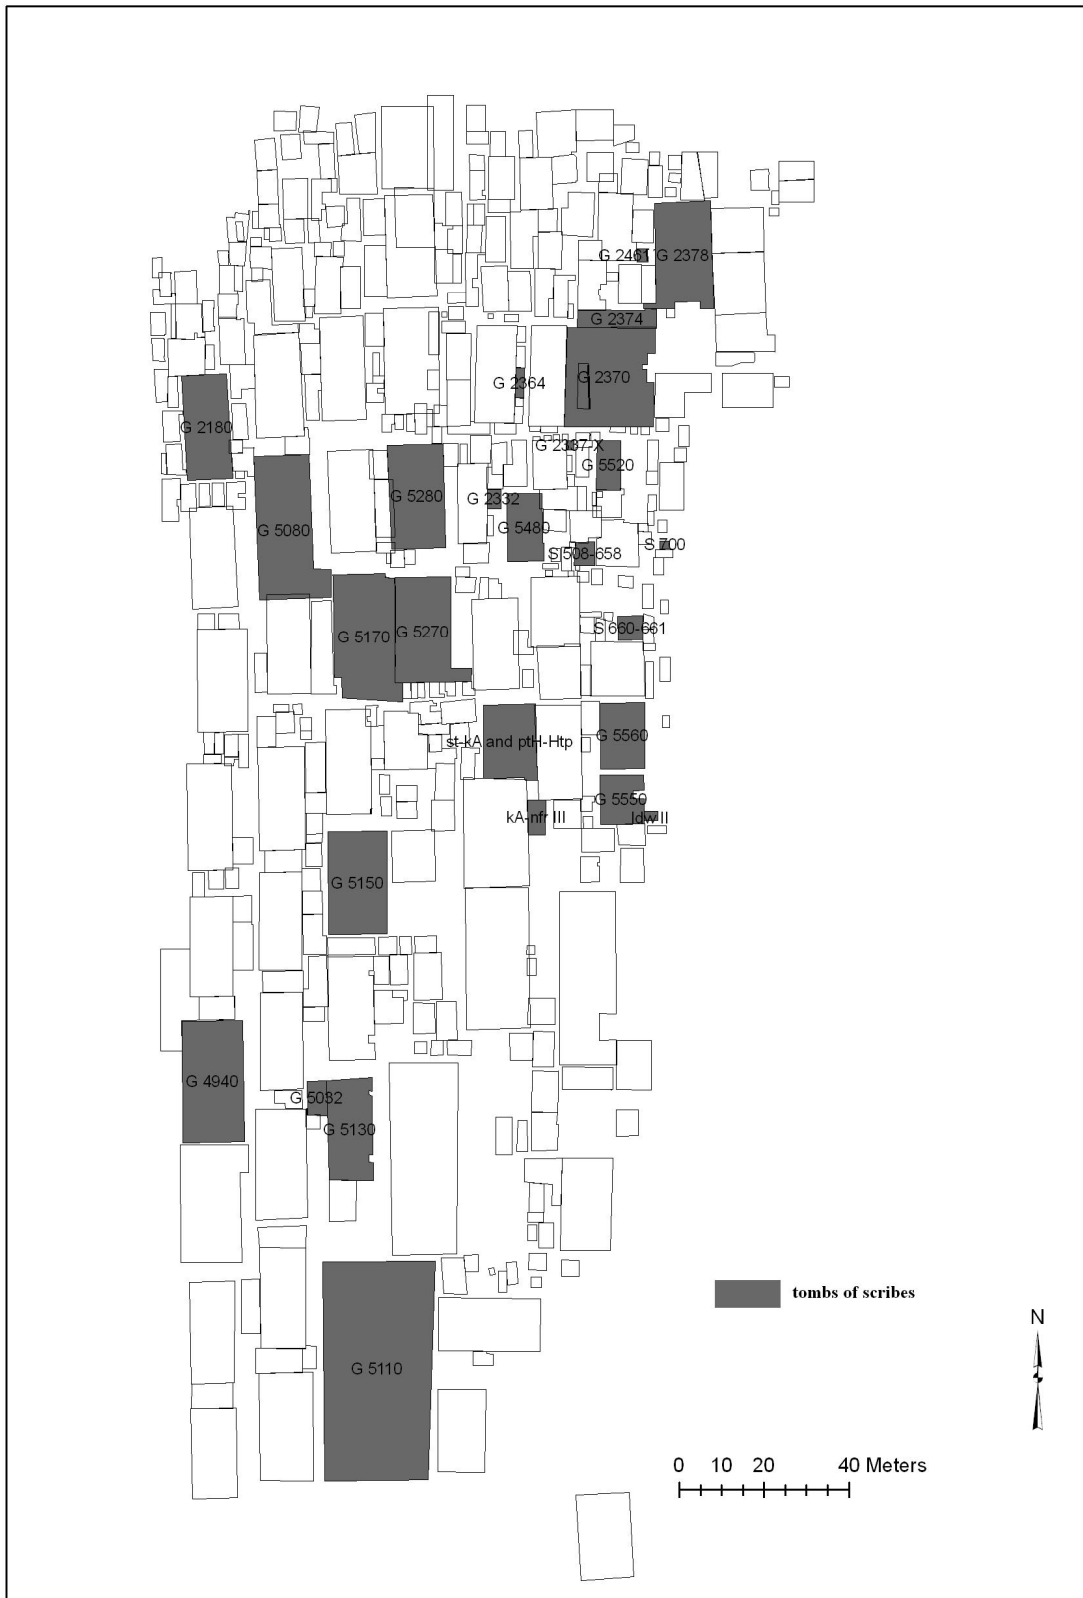 G 2461
G 2378
G 2374
G 2370
G 2364
G 2180
G 2337-X
G 5520
G 5280
G 2332
G 5480
G 5080
S 700
S 508-658
S 660-661
G 5170
G 5270
st-kA and ptH-Htp
G 5560
G 5550
kA-nfr III
Idw II
G 5150
G 4940
G 5032
G 5130
tombs of scribes
N
G 5110
0 10 20 40 Meters